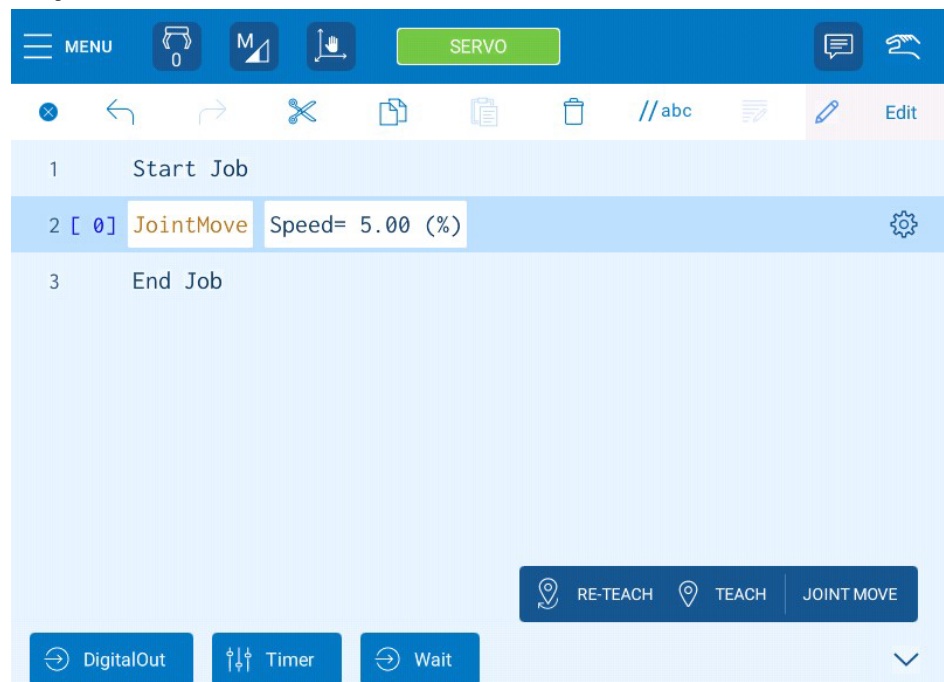 MENU
0
M
SERVO
// abc
Edit
1 Start Job
2 [ 0] JointMove Speed= 5.00 (%)
3 End Job
RE-TEACH TEACH JOINT MOVE
DigitalOut Timer Wait